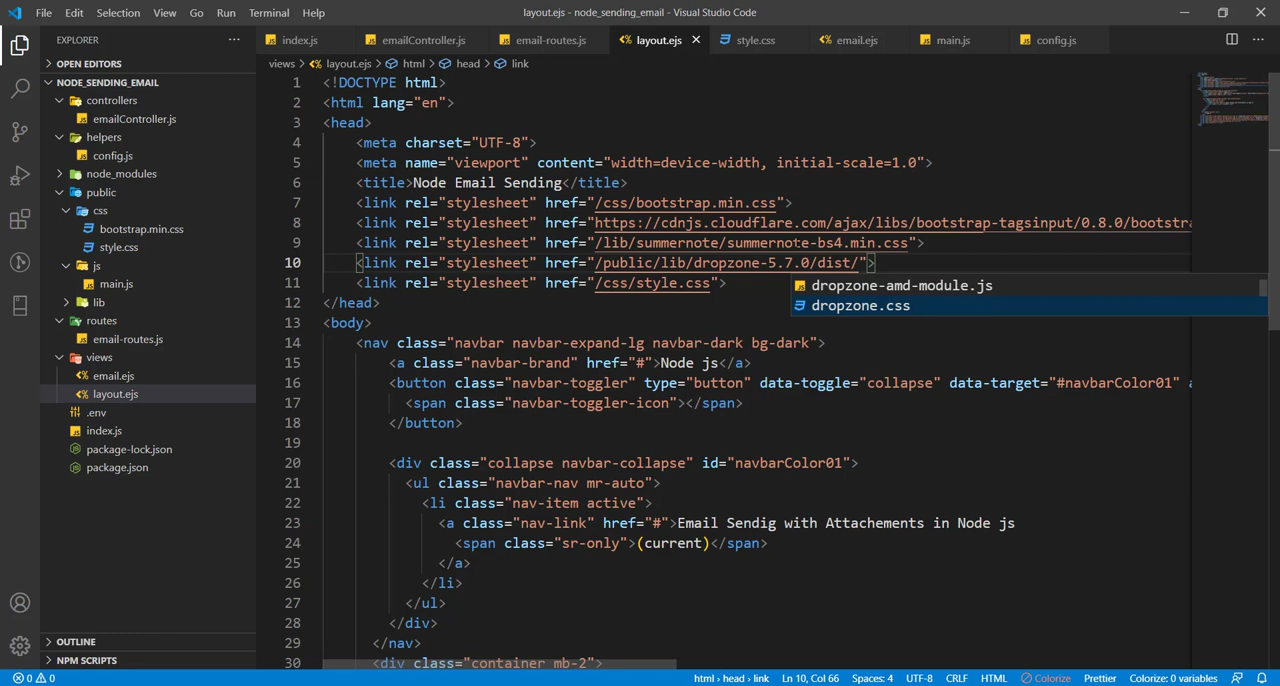 File Edit Selection View Go Run Terminal Help layout.ejs - node_sending_email - Visual Studio Code
EXPLORER
index.js emailController.js email-routes.js layout.ejs style.css email.ejs main.js config.js
OPEN EDITORS
NODE_SENDING_EMAIL
controllers
emailController.js
helpers
config.js
node_modules
public
css
bootstrap.min.css
style.css
js
main.js
lib
routes
email-routes.js
views
email.ejs
layout.ejs
.env
index.js
package-lock.json
package.json
OUTLINE
NPM SCRIPTS
views > layout.ejs > html > head > link
1 <!DOCTYPE html>
2 <html lang="en">
3 <head>
4 <meta charset="UTF-8">
5 <meta name="viewport" content="width=device-width, initial-scale=1.0">
6 <title>Node Email Sending</title>
7 <link rel="stylesheet" href="/css/bootstrap.min.css">
8 <link rel="stylesheet" href="https://cdnjs.cloudflare.com/ajax/libs/bootstrap-tagsinput/0.8.0/bootstra
9 <link rel="stylesheet" href="/lib/summernote/summernote-bs4.min.css">
10 <link rel="stylesheet" href="/public/lib/dropzone-5.7.0/dist/">
11 <link rel="stylesheet" href="/css/style.css">
dropzone-amd-module.js
dropzone.css
12 </head>
13 <body>
14 <nav class="navbar navbar-expand-lg navbar-dark bg-dark">
15 <a class="navbar-brand" href="#">Node js</a>
16 <button class="navbar-toggler" type="button" data-toggle="collapse" data-target="#navbarColor01" a
17 <span class="navbar-toggler-icon"></span>
18 </button>
19
20 <div class="collapse navbar-collapse" id="navbarColor01">
21 <ul class="navbar-nav mr-auto">
22 <li class="nav-item active">
23 <a class="nav-link" href="#">Email Sendig with Attachements in Node js
24 <span class="sr-only">(current)</span>
25 </a>
26 </li>
27 </ul>
28 </div>
29 </nav>
30 <div class="container mb-2">
0 0 html > head > link Ln 10, Col 66 Spaces: 4 UTF-8 CRLF HTML Colorize Prettier Colorize: 0 variables